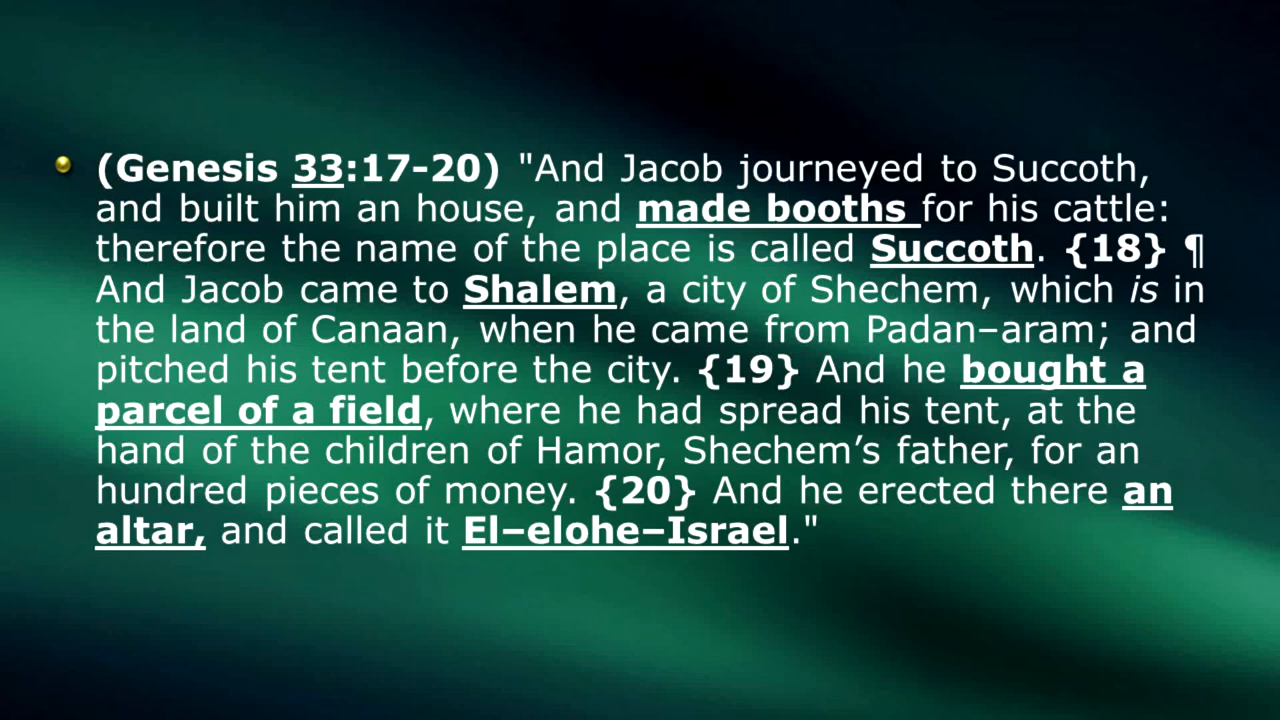 (Genesis 33:17-20) "And Jacob journeyed to Succoth,
and built him an house, and made booths for his cattle:
therefore the name of the place is called Succoth. {18} ¶
And Jacob came to Shalem, a city of Shechem, which is in
the land of Canaan, when he came from Padan–aram; and
pitched his tent before the city. {19} And he bought a
parcel of a field, where he had spread his tent, at the
hand of the children of Hamor, Shechem’s father, for an
hundred pieces of money. {20} And he erected there an
altar, and called it El–elohe–Israel."